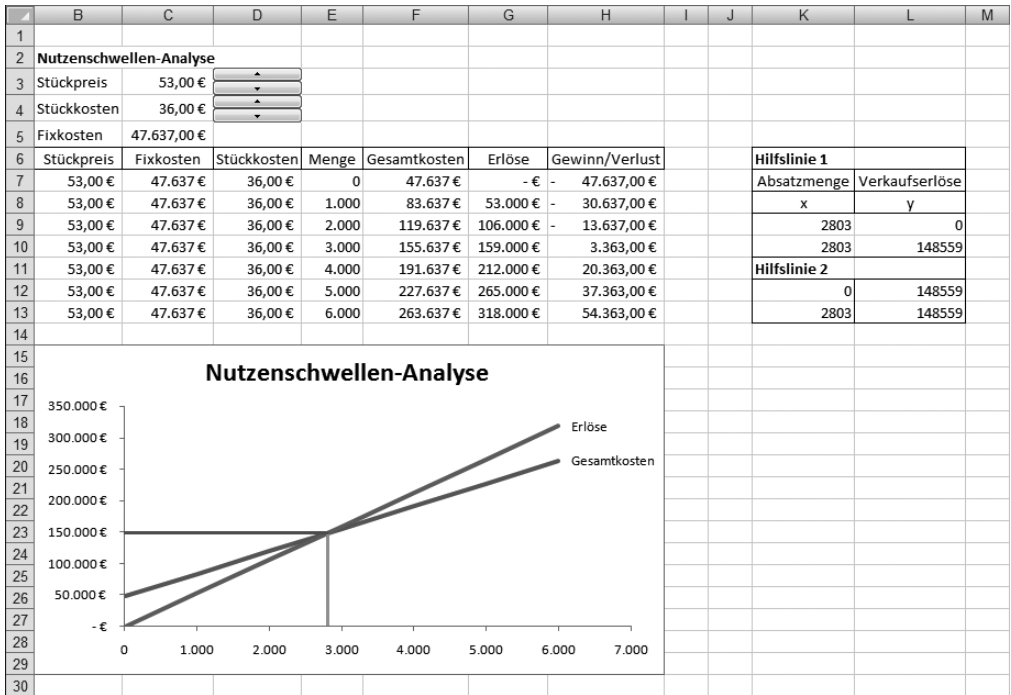 B C D E F G H I J K L M
1
2 Nutzenschwellen-Analyse
3 Stückpreis 53,00 €
4 Stückkosten 36,00 €
5 Fixkosten 47.637,00 €
6 Stückpreis Fixkosten Stückkosten Menge Gesamtkosten Erlöse Gewinn/Verlust Hilfslinie 1
7 53,00 € 47.637 € 36,00 € 0 47.637 € - € - 47.637,00 € Absatzmenge Verkaufserlöse
8 53,00 € 47.637 € 36,00 € 1.000 83.637 € 53.000 € - 30.637,00 € x y
9 53,00 € 47.637 € 36,00 € 2.000 119.637 € 106.000 € - 13.637,00 € 2803 0
10 53,00 € 47.637 € 36,00 € 3.000 155.637 € 159.000 € 3.363,00 € 2803 148559
11 53,00 € 47.637 € 36,00 € 4.000 191.637 € 212.000 € 20.363,00 € Hilfslinie 2
12 53,00 € 47.637 € 36,00 € 5.000 227.637 € 265.000 € 37.363,00 € 0 148559
13 53,00 € 47.637 € 36,00 € 6.000 263.637 € 318.000 € 54.363,00 € 2803 148559
14
15
16 Nutzenschwellen-Analyse
17 350.000 €
18 Erlöse
19 300.000 €
20 250.000 € Gesamtkosten
21 200.000 €
22
23 150.000 €
24 100.000 €
25
26 50.000 €
27 - €
28 0 1.000 2.000 3.000 4.000 5.000 6.000 7.000
29
30